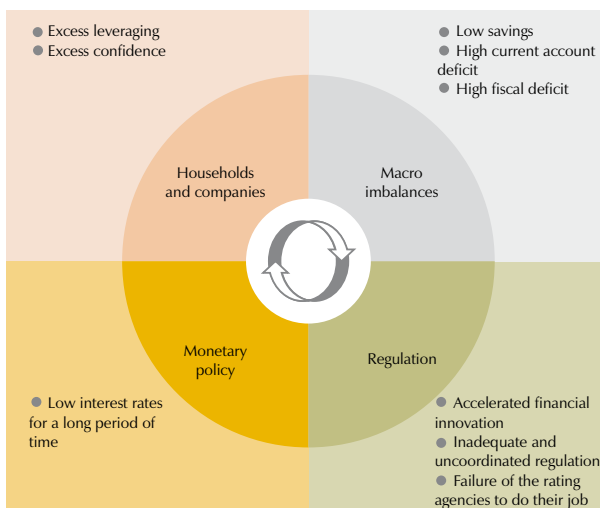 ● Excess leveraging
● Excess confidence
● Low savings
● High current account
deficit
● High fiscal deficit
Households
and companies
Macro
imbalances
Monetary
policy
Regulation
● Low interest rates
for a long period of
time
● Accelerated financial
innovation
● Inadequate and
uncoordinated regulation
● Failure of the rating
agencies to do their job